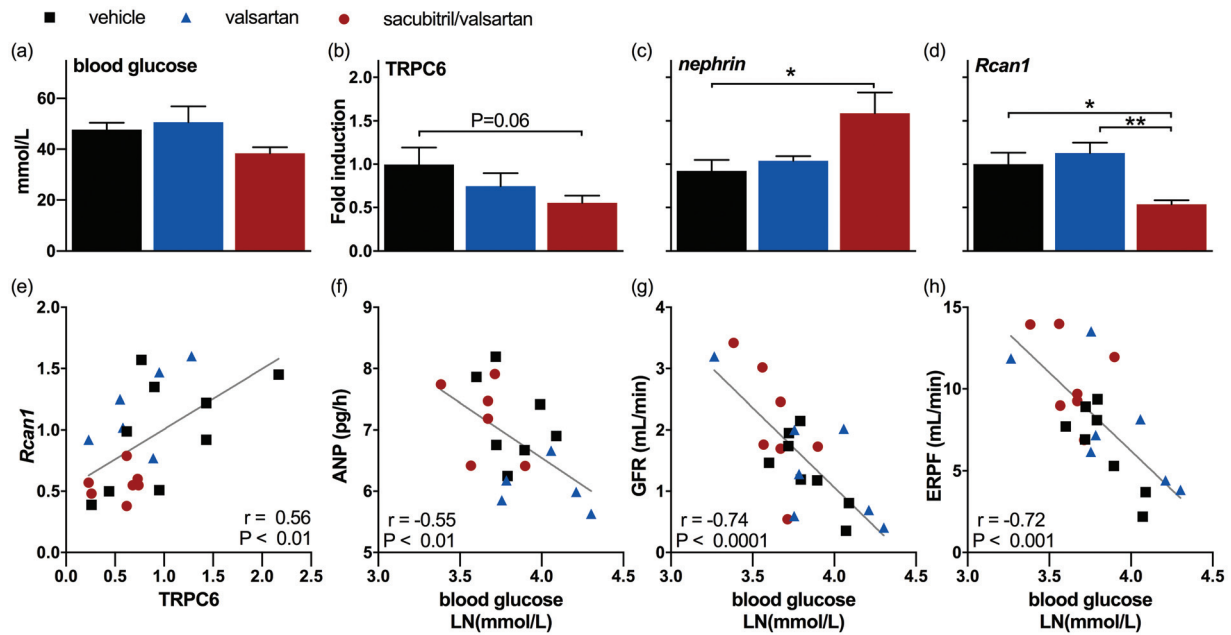 vehicle valsartan sacubitril/valsartan
(a) blood glucose
mmol/L
60
40
20
0
(b) TRPC6
Fold induction
2.0
1.5
1.0
0.5
0.0
P=0.06
(c) nephrin
*
(d) Rcan1
*
**
(e)
Rcan1
2.0
1.5
1.0
0.5
0.0
r = 0.56
P < 0.01
0.0 0.5 1.0 1.5 2.0 2.5
TRPC6
(f)
ANP (pg/h)
9
8
7
6
5
r = -0.55
P < 0.01
3.0 3.5 4.0 4.5
blood glucose
LN(mmol/L)
(g)
GFR (mL/min)
4
3
2
1
0
r = -0.74
P < 0.0001
3.0 3.5 4.0 4.5
blood glucose
LN(mmol/L)
(h)
ERPF (mL/min)
15
10
5
0
r = -0.72
P < 0.001
3.0 3.5 4.0 4.5
blood glucose
LN(mmol/L)